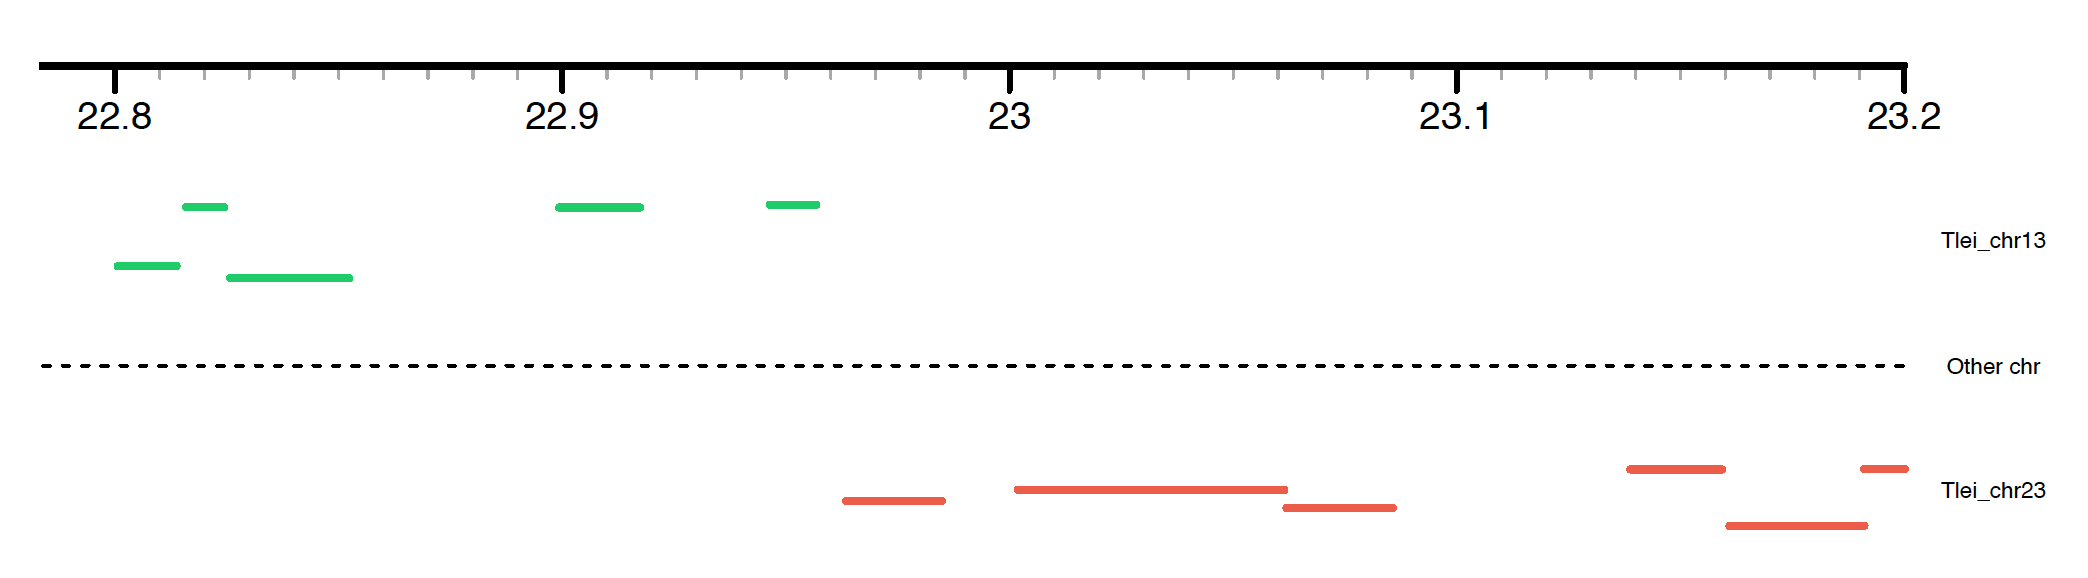 22.8 22.9 23 23.1 23.2
Tlei_chr13
Other chr
Tlei_chr23